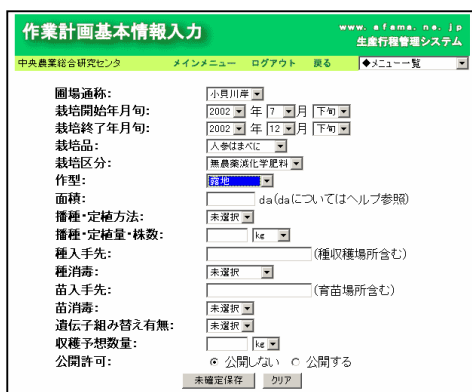 作業計画基本情報入力
www. afama. ne. jp
生産行程管理システム
中央農業総合研究センタ メインメニュー ログアウト 戻る ◆メニュー一覧
圃場通称: 小貝川岸
栽培開始年月旬: 2002 年 7 月 下旬
栽培終了年月旬: 2002 年 12 月 下旬
栽培品: 人参はまべに
栽培区分: 無農薬減化学肥料
作型: 露地
面積: da(daについてはヘルプ参照)
播種・定植方法: 未選択
播種・定植量・株数: kg
種入手先: (種収穫場所含む)
種消毒: 未選択
苗入手先: (育苗場所含む)
苗消毒: 未選択
遺伝子組み替え有無: 未選択
収穫予想数量: kg
公開許可: 公開しない 公開する
未確定保存 クリア